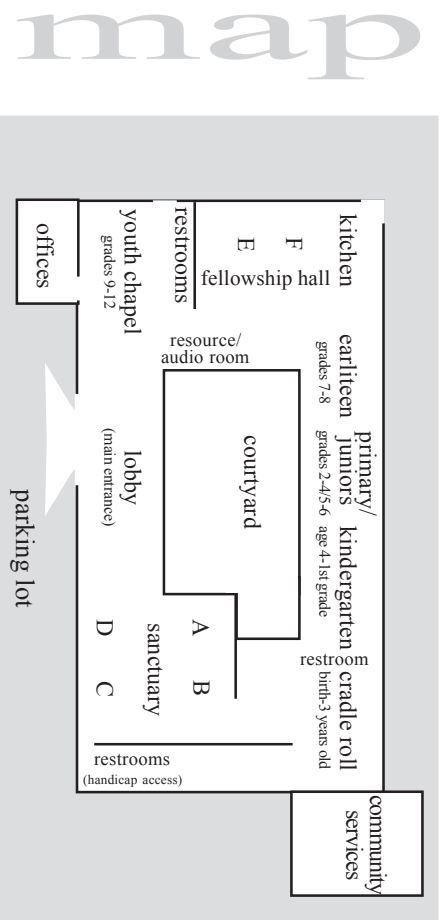 map
offices
youth chapel
grades 9-12
restrooms
E
F
fellowship hall
kitchen
resource/
audio room
earliteen
grades 7-8
primary/
juniors
grades 2-4/5-6
kindergarten
age 4-1st grade
courtyard
lobby
(main entrance)
parking lot
A
B
sanctuary
D
C
restroom
cradle roll
birth-3 years old
restrooms
(handicap access)
community
services